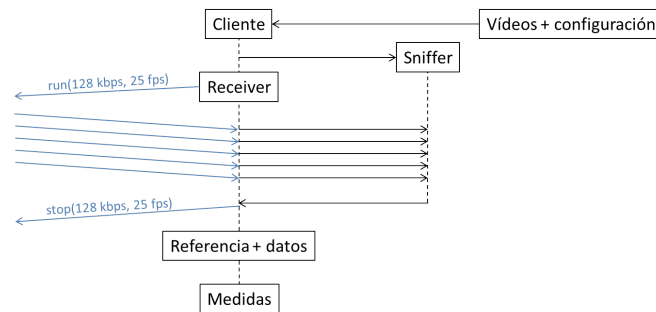 Cliente
Vídeos + configuración
Sniffer
Receiver
run(128 kbps, 25 fps)
stop(128 kbps, 25 fps)
Referencia + datos
Medidas